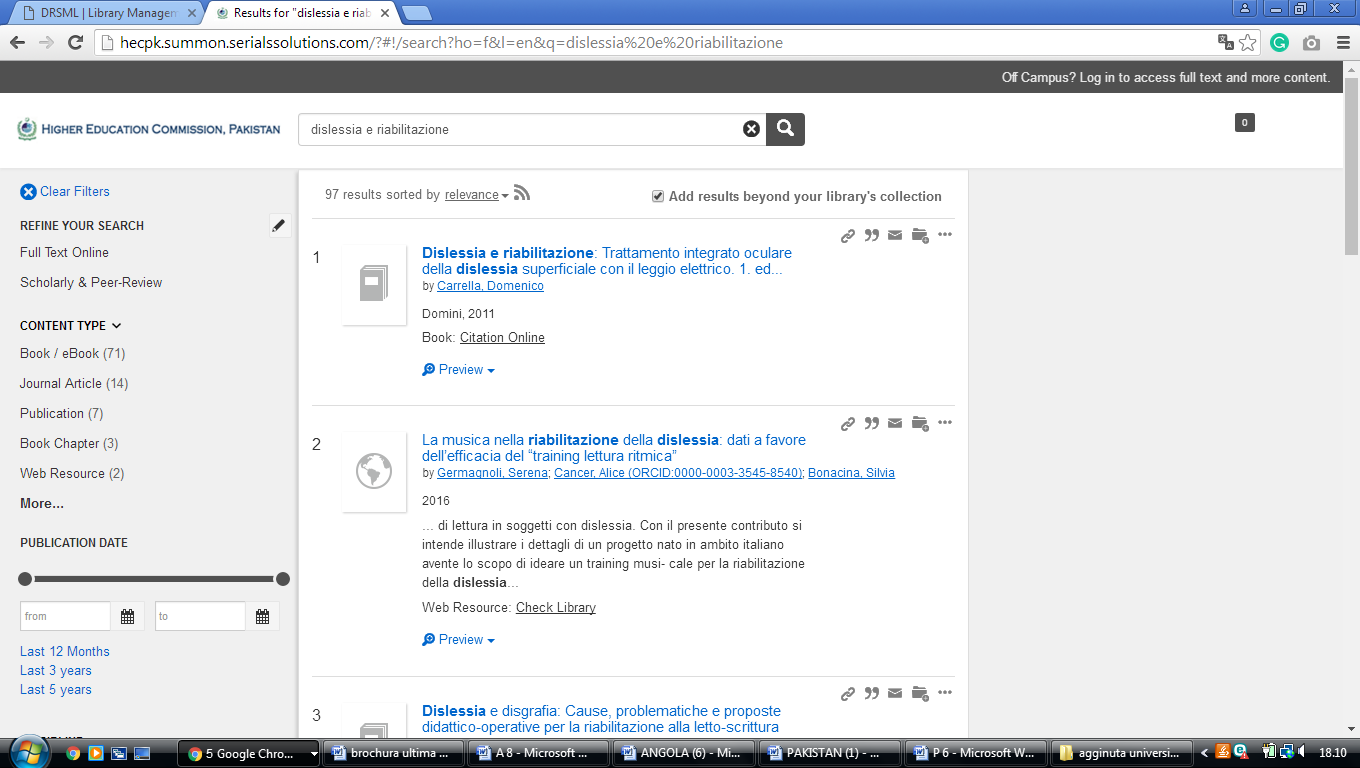 DRSML | Library Managem
Results for "dislessia e riab
hecpk.summon.serialssolutions.com/?#!/search?ho=f&l=en&q=dislessia%20e%20riabilitazione
Off Campus? Log in to access full text and more content.
HIGHER EDUCATION COMMISSION, PAKISTAN
dislessia e riabilitazione
0
Clear Filters
REFINE YOUR SEARCH
Full Text Online
Scholarly & Peer-Review
CONTENT TYPE
Book / eBook (71)
Journal Article (14)
Publication (7)
Book Chapter (3)
Web Resource (2)
More...
PUBLICATION DATE
from
to
Last 12 Months
Last 3 years
Last 5 years
97 results sorted by relevance
Add results beyond your library's collection
1
Dislessia e riabilitazione: Trattamento integrato oculare
della dislessia superficiale con il leggio elettrico. 1. ed...
by Carrella, Domenico
Domini, 2011
Book: Citation Online
Preview
2
La musica nella riabilitazione della dislessia: dati a favore
dell'efficacia del “training lettura ritmica”
by Germagnoli, Serena; Cancer, Alice (ORCID:0000-0003-3545-8540); Bonacina, Silvia
2016
… di lettura in soggetti con dislessia. Con il presente contributo si
intende illustrare i dettagli di un progetto nato in ambito italiano
avente lo scopo di ideare un training musi- cale per la riabilitazione
della dislessia...
Web Resource: Check Library
Preview
3
Dislessia e disgrafia: Cause, problematiche e proposte
didattico-operative per la riabilitazione alla letto-scrittura
5 Google Chro...
brochura ultima ...
A 8 - Microsoft ...
ANGOLA (6) - Mi...
PAKISTAN (1) - ...
P 6 - Microsoft W...
agginuta universi...
18.10